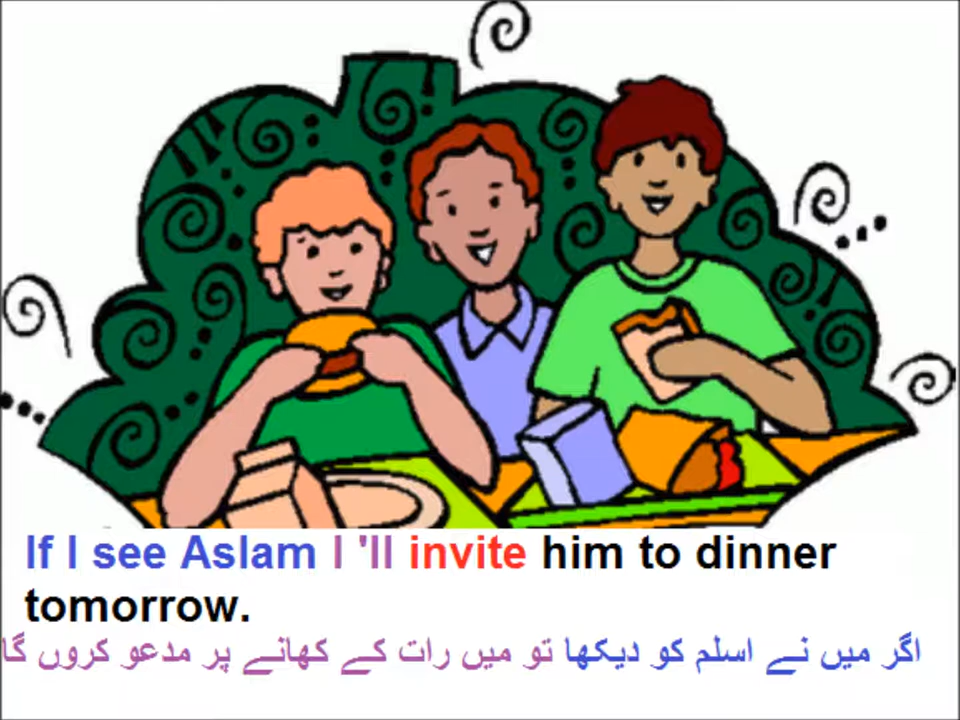 If I see Aslam I 'll invite him to dinner
tomorrow.
اگر میں نے اسلم کو دیکھا تو میں رات کے کھانے پر مدعو کروں گا